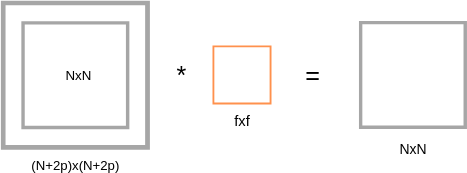 NxN
*
=
fxf
(N+2p)x(N+2p)
NxN